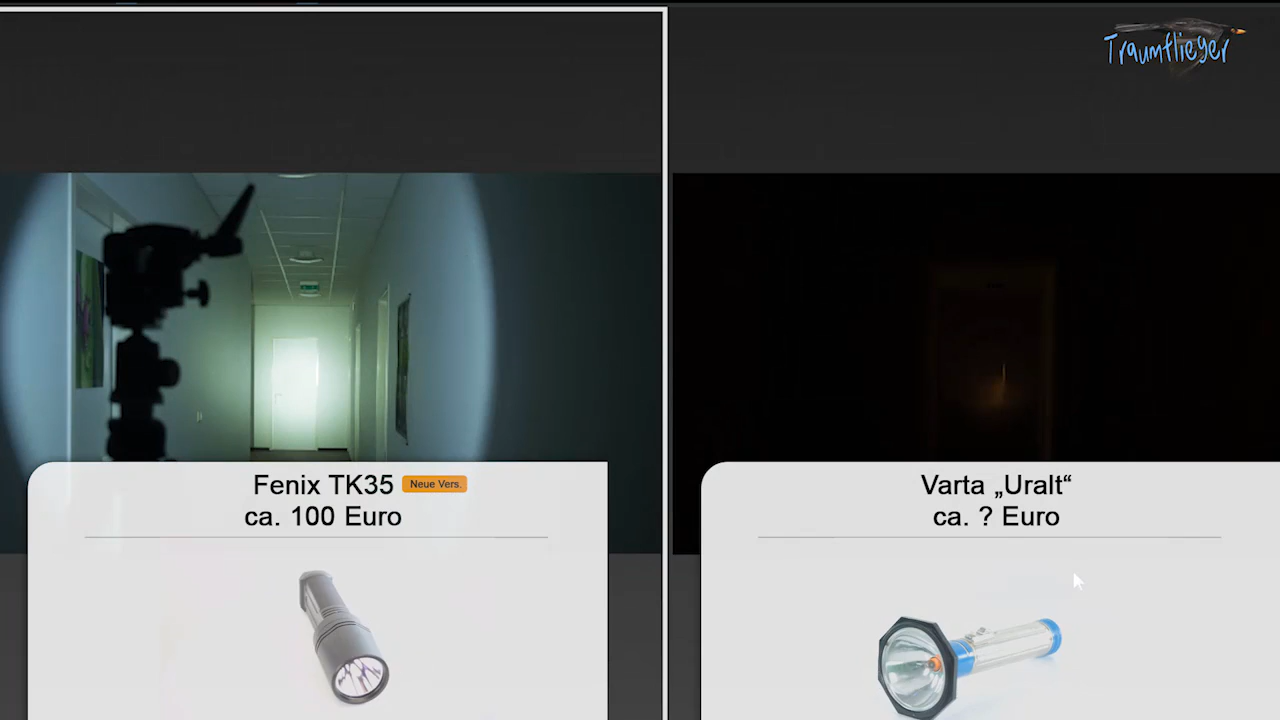 Traumflieger
Fenix TK35 Neue Vers.
ca. 100 Euro
Varta „Uralt“
ca. ? Euro